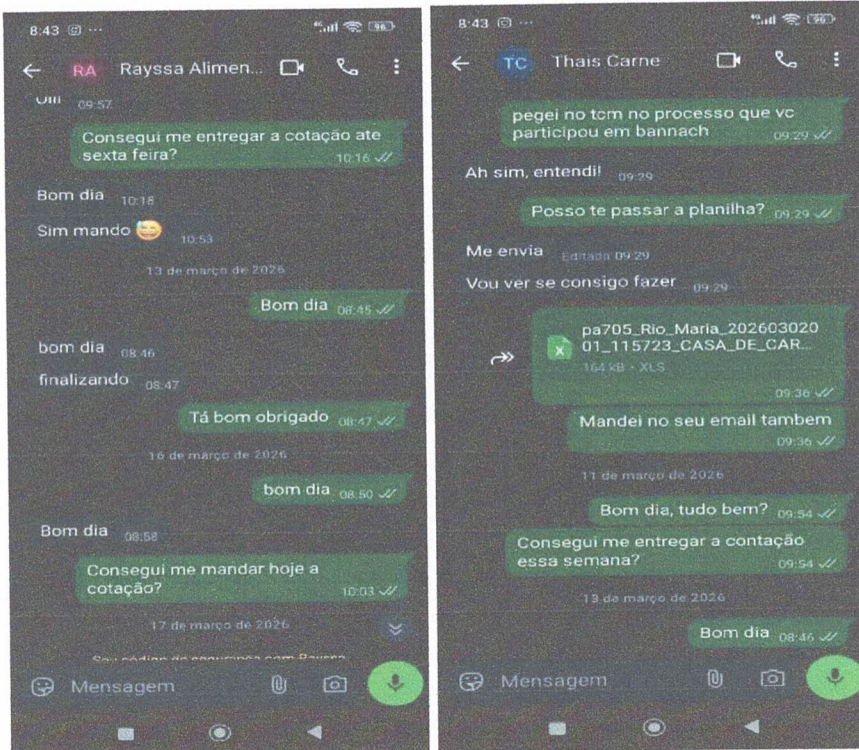 8:43
96
RA Rayssa Alimen...
09:57
Consegui me entregar a cotação ate
sexta feira?
10:16
Bom dia 10:18
Sim mando 😅 10:53
13 de março de 2026
Bom dia 08:45
bom dia 08:46
finalizando 08:47
Tá bom obrigado 08:47
16 de março de 2026
bom dia 08:50
Bom dia 08:58
Consegui me mandar hoje a
cotação?
10:03
17 de março de 2026
Mensagem
8:43
96
TC Thais Carne
pegei no tcm no processo que vc
participou em bannach
09:29
Ah sim, entendi! 09:29
Posso te passar a planilha? 09:29
Me envia Editada 09:29
Vou ver se consigo fazer 09:29
pa705_Rio_Maria_202603020
01_115723_CASA_DE_CAR...
164 kB • XLS
09:36
Mandei no seu email tambem
09:36
11 de março de 2026
Bom dia, tudo bem? 09:54
Consegui me entregar a contação
essa semana?
09:54
13 de março de 2026
Bom dia 08:46
Mensagem